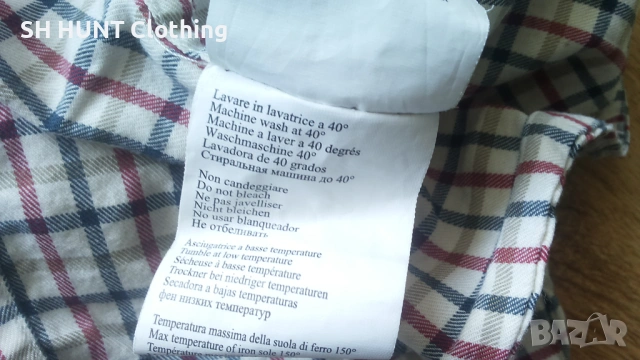 SH HUNT Clothing
Lavare in lavatrice a 40°
Machine wash at 40°
Machine a laver a 40 degrés
Waschmaschine 40°
Lavadora de 40 grados
Стиральная машина до 40°
Non candeggiare
Do not bleach
Ne pas javelliser
Nicht bleichen
No usar blanqueador
Не отбеливать
Asciugatrice a basse temperature
Tumble at low temperature
Sécheuse à basse température
Trockner bei niedriger temperaturen
Secadora a bajas temperaturas
фен низких температур
Temperatura massima della suola di ferro 150°
Max temperature of iron sole 150°
bazar